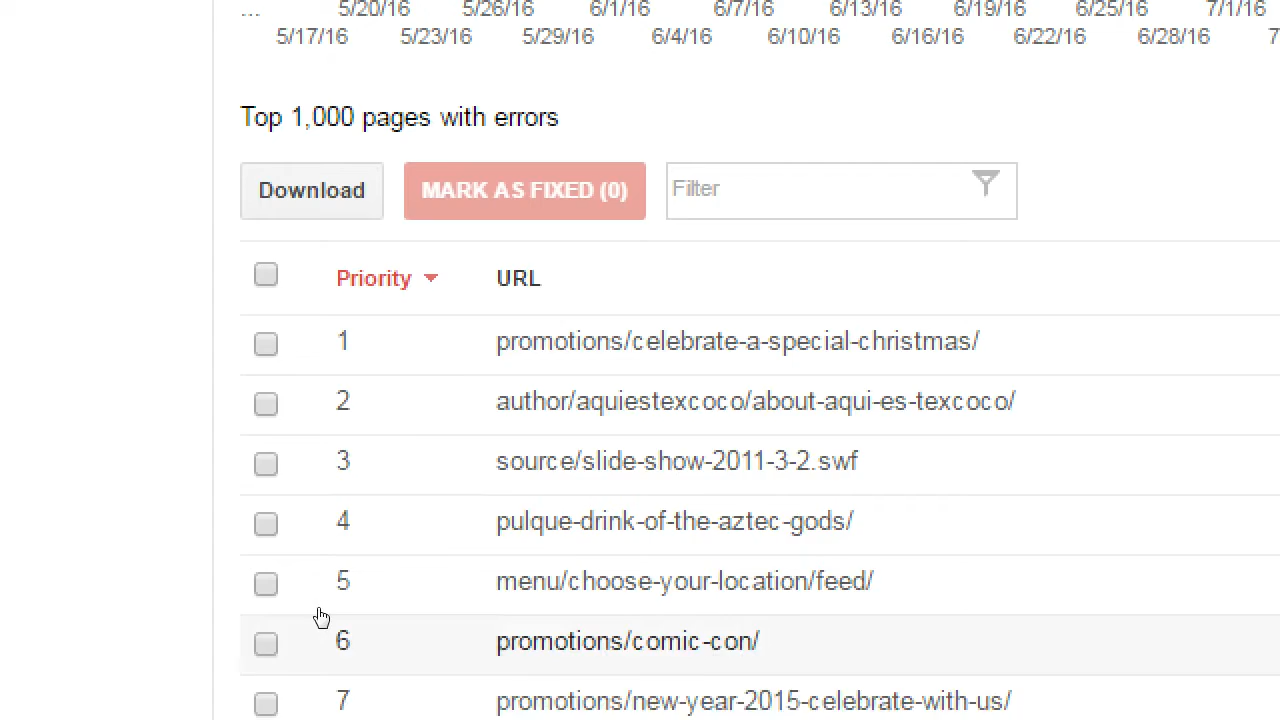 ... 5/20/16 5/26/16 6/1/16 6/7/16 6/13/16 6/19/16 6/25/16 7/1/16
5/17/16 5/23/16 5/29/16 6/4/16 6/10/16 6/16/16 6/22/16 6/28/16 7
Top 1,000 pages with errors
Download MARK AS FIXED (0) Filter
Priority URL
1 promotions/celebrate-a-special-christmas/
2 author/aquiestexcoco/about-aqui-es-texcoco/
3 source/slide-show-2011-3-2.swf
4 pulque-drink-of-the-aztec-gods/
5 menu/choose-your-location/feed/
6 promotions/comic-con/
7 promotions/new-year-2015-celebrate-with-us/